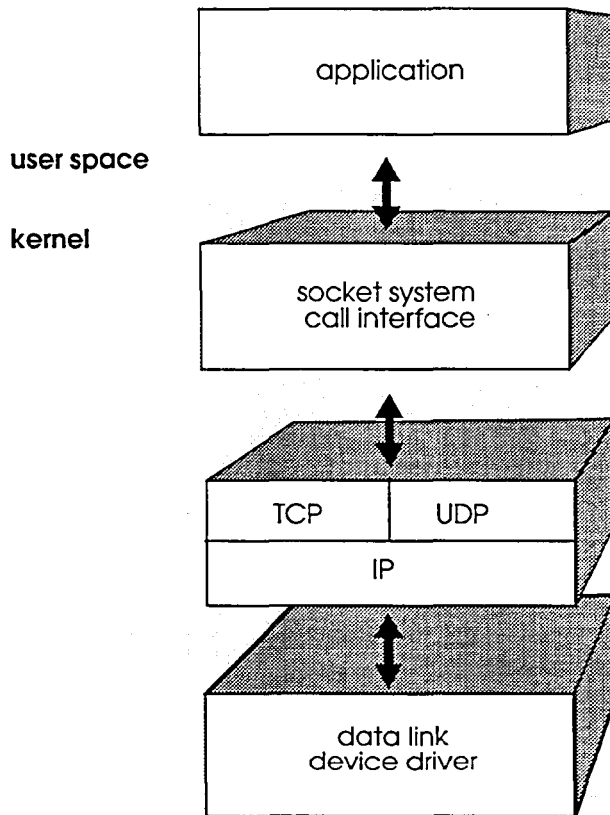 application
user space
kernel
socket system
call interface
TCP
UDP
IP
data link
device driver